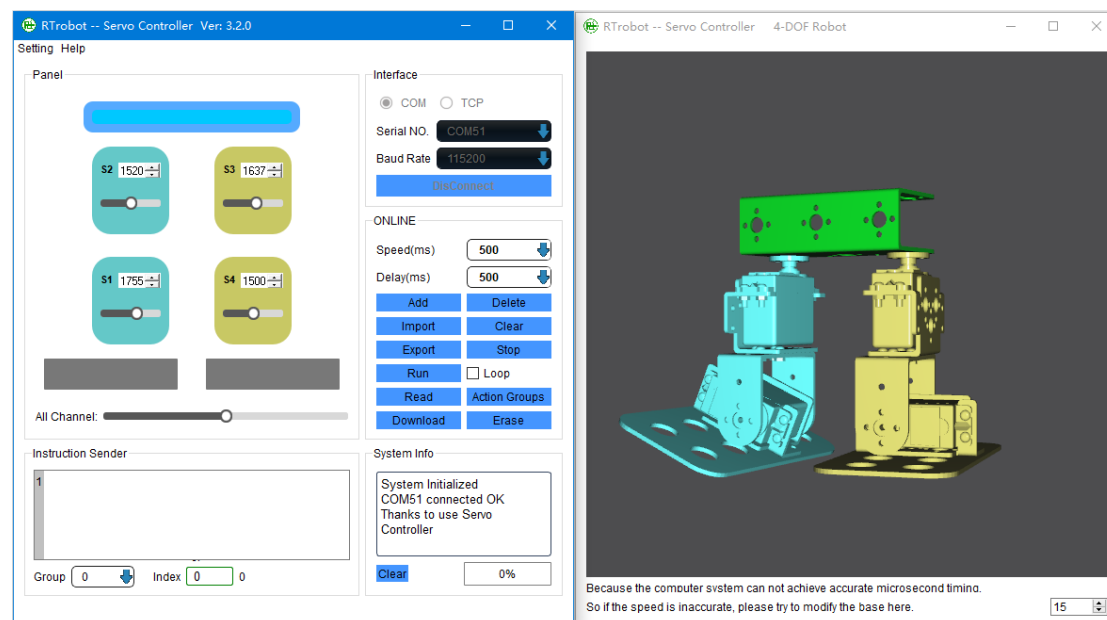 RTrobot -- Servo Controller Ver: 3.2.0
Setting Help
Panel
S2 1520
S3 1637
S1 1755
S4 1500
All Channel:
Interface
COM TCP
Serial NO. COM51
Baud Rate 115200
UnConnect
ONLINE
Speed(ms) 500
Delay(ms) 500
Add Delete
Import Clear
Export Stop
Run Loop
Read Action Groups
Download Erase
Instruction Sender
1
Group 0 Index 0 0
System Info
System Initialized
COM51 connected OK
Thanks to use Servo
Controller
Clear 0%
RTrobot -- Servo Controller 4-DOF Robot
Because the computer system can not achieve accurate microsecond timing.
So if the speed is inaccurate, please try to modify the base here. 15